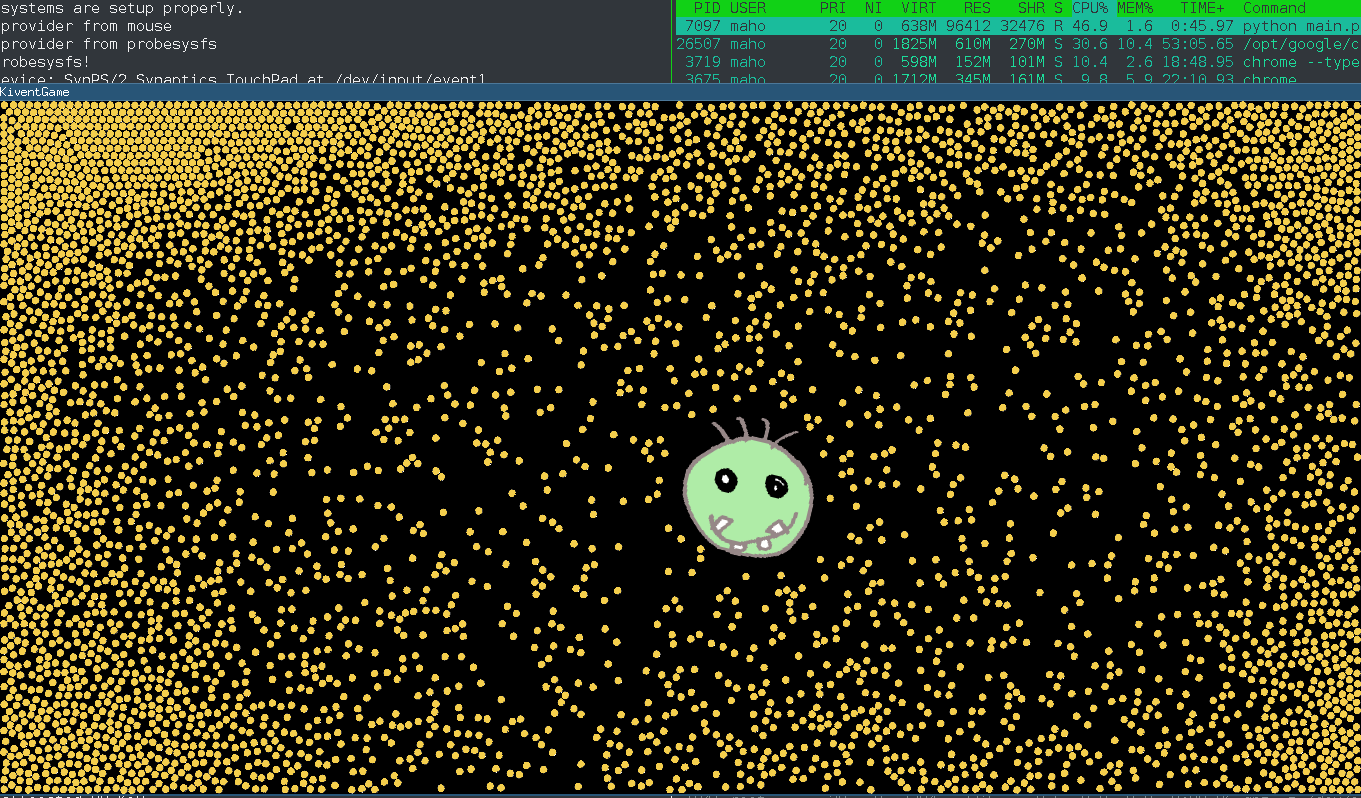 systems are setup properly.
provider from mouse
provider from probesysfs
robesysfs!
evice: SynPS/2 Synaptics TouchPad at /dev/input/event1
PID USER PRI NI VIRT RES SHR S CPU% MEM% TIME+ Command
7097 maho 20 0 638M 96412 32476 R 46.9 1.6 0:45.97 python main.p
26507 maho 20 0 1825M 610M 270M S 30.6 10.4 53:05.65 /opt/google/c
3719 maho 20 0 598M 152M 101M S 10.4 2.6 18:48.95 chrome --type
3675 maho 20 0 1712M 345M 161M S 9.8 5.9 22:10.93 chrome
KiventGame